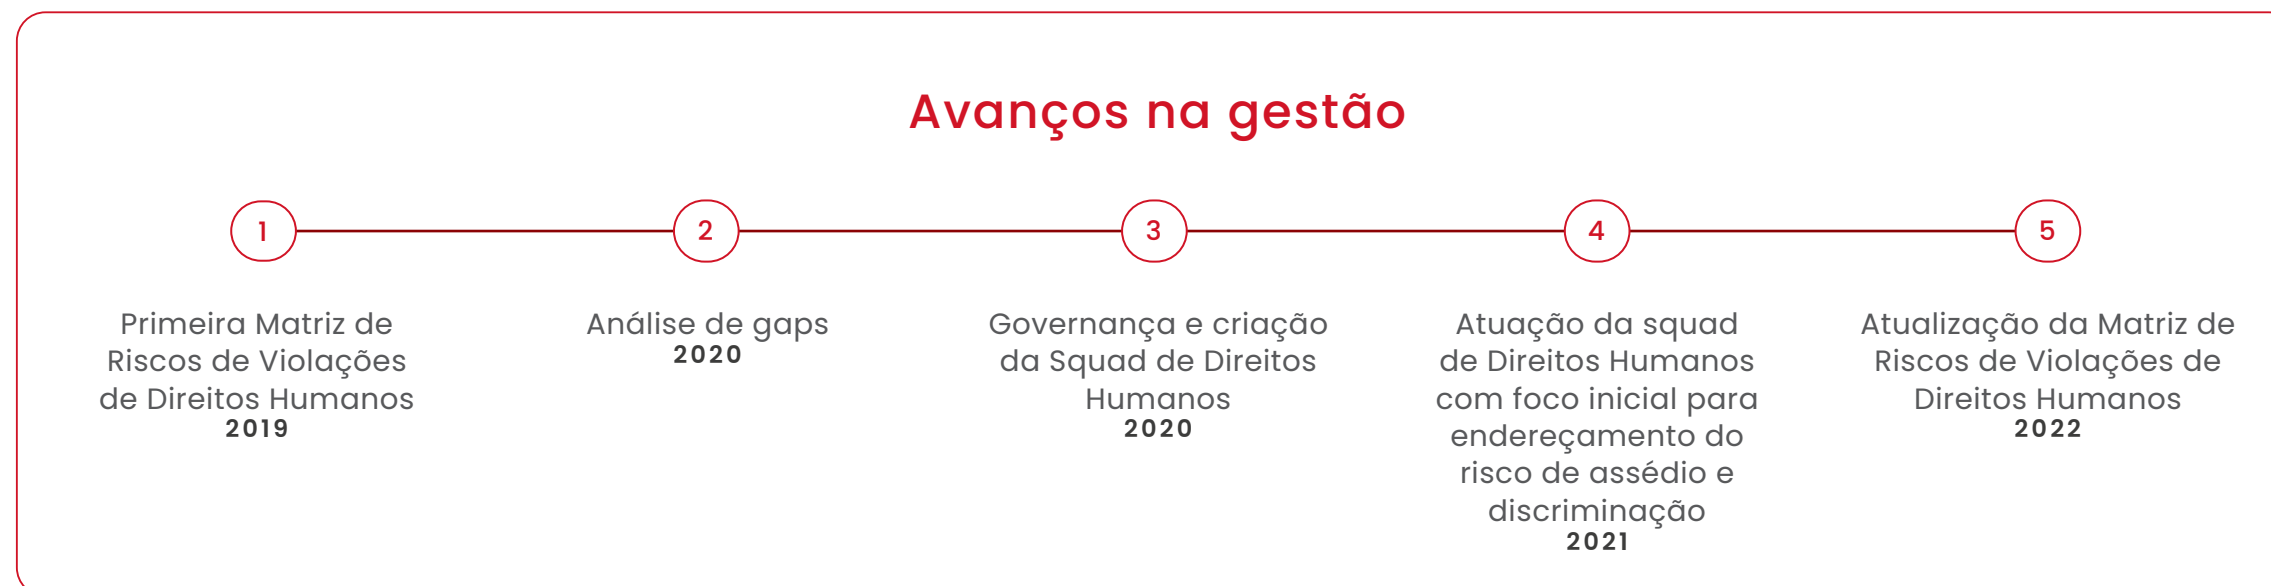 Avanços na gestão
1
2
3
4
5
Primeira Matriz de
Riscos de Violações
de Direitos Humanos
2019
Análise de gaps
2020
Governança e criação
da Squad de Direitos
Humanos
2020
Atuação da squad
de Direitos Humanos
com foco inicial para
endereçamento do
risco de assédio e
discriminação
2021
Atualização da Matriz de
Riscos de Violações de
Direitos Humanos
2022